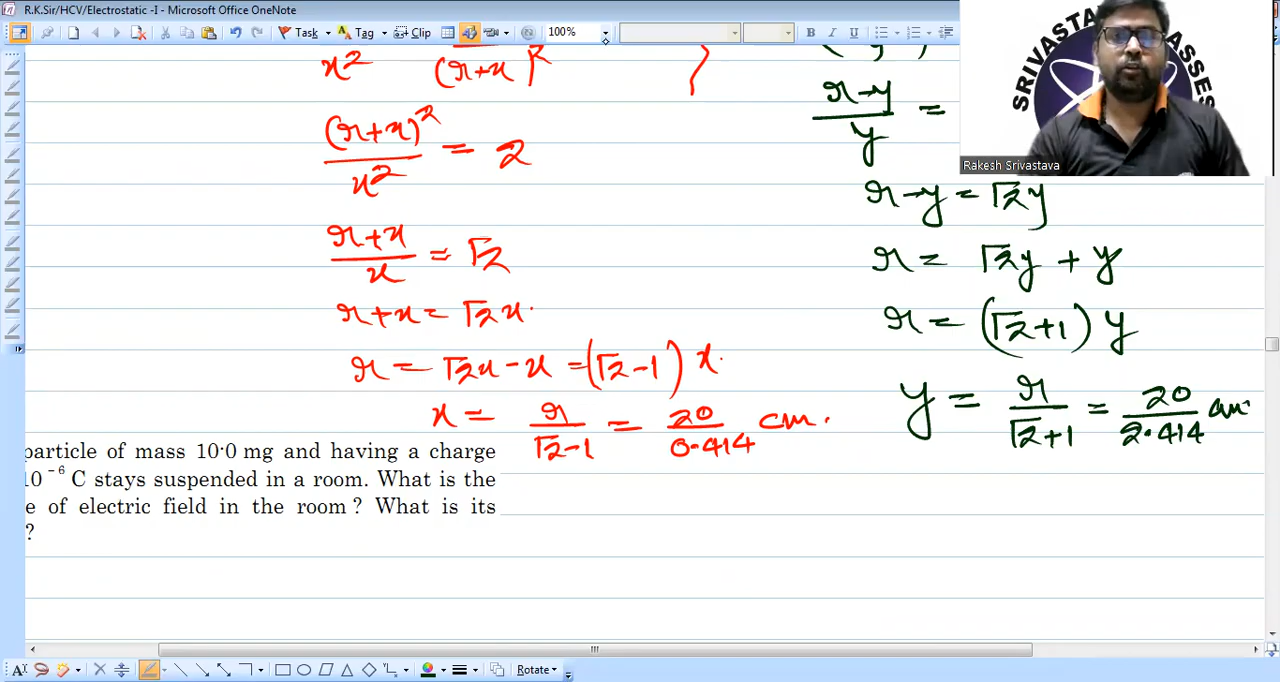 R.K.Sir/HCV/Electrostatic -I - Microsoft Office OneNote
Task
Tag
Clip
100%
B I U
SRIVASTA ASSES
Rakesh Srivastava
x² (r+x)²
(r+x)²/x² = 2
(r+x)/x = √2
r+x = √2x.
r = √2x - x = (√2-1) x.
x = r/(√2-1) = 20/0.414 cm.
(r-y)/y =
r-y = √2y
r = √2y + y
r = (√2+1) y
y = r/(√2+1) = 20/2.414 cm
particle of mass 10·0 mg and having a charge
10⁻⁶ C stays suspended in a room. What is the
e of electric field in the room ? What is its
?
Rotate